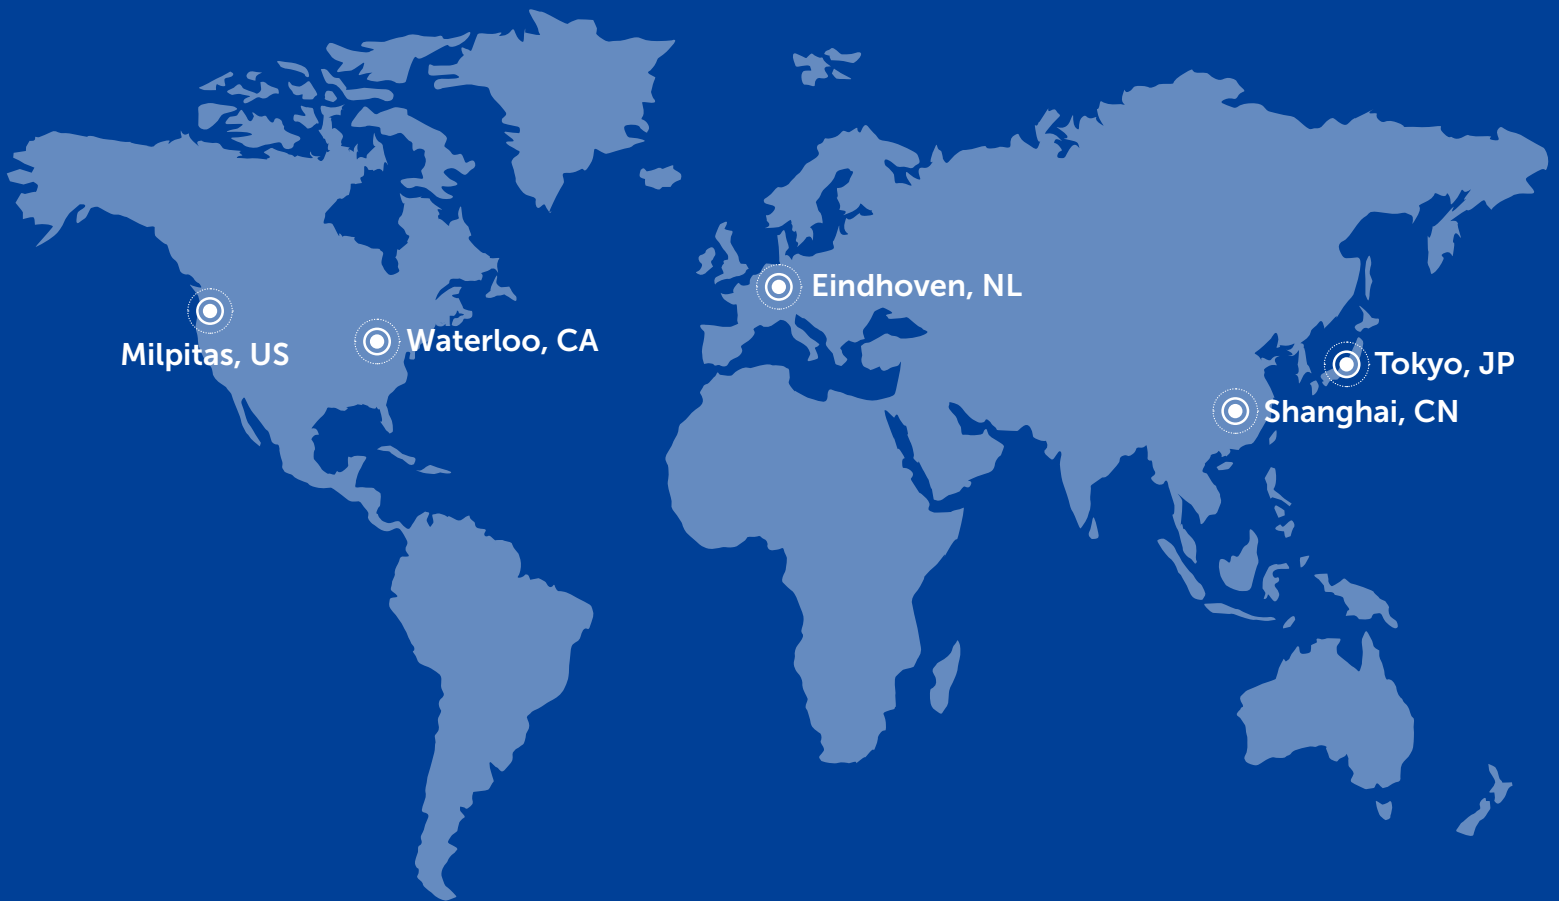 Eindhoven, NL
Waterloo, CA
Milpitas, US
Tokyo, JP
Shanghai, CN